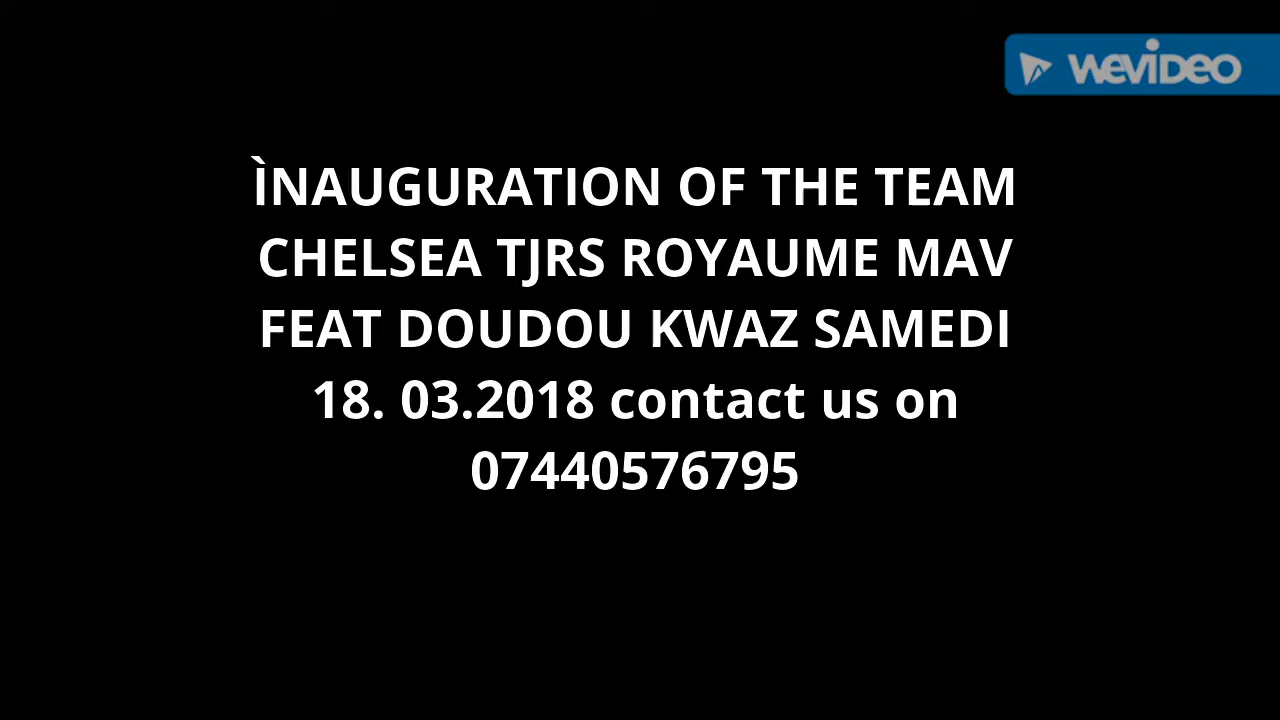 WEVIDEO
ÌNAUGURATION OF THE TEAM
CHELSEA TJRS ROYAUME MAV
FEAT DOUDOU KWAZ SAMEDI
18. 03.2018 contact us on
07440576795